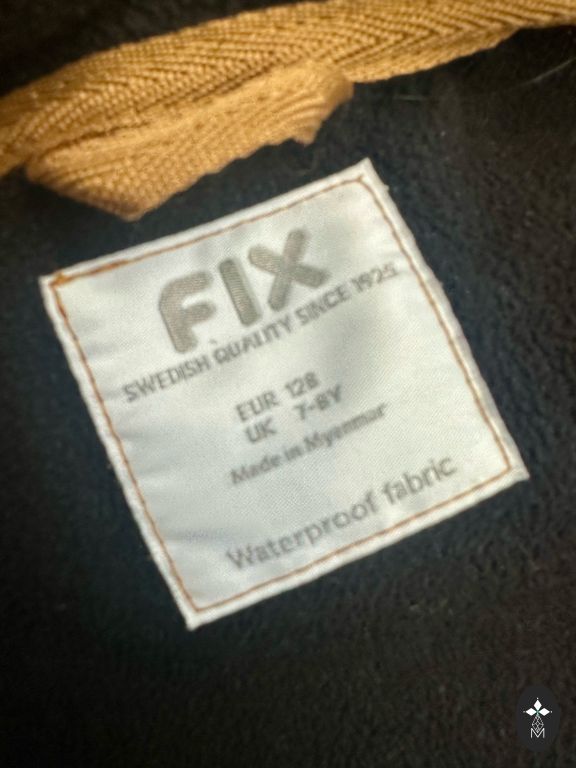 FIX
SWEDISH QUALITY SINCE 1925
EUR 128
UK 7-8Y
Made in Myanmar
Waterproof fabric
M